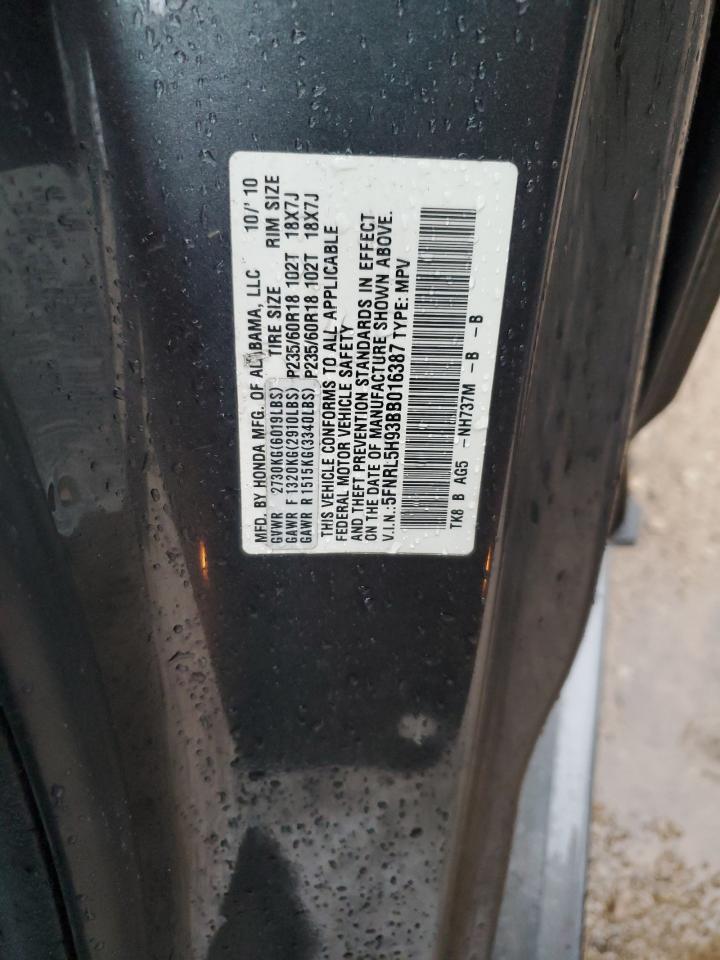 MFD. BY HONDA MFG. OF ALABAMA, LLC 10/'10
GVWR 2730KG(6019LBS) TIRE SIZE RIM SIZE
GAWR F 1320KG(2910LBS) P235/60R18 102T 18X7J
GAWR R 1515KG(3340LBS) P235/60R18 102T 18X7J
THIS VEHICLE CONFORMS TO ALL APPLICABLE
FEDERAL MOTOR VEHICLE SAFETY
AND THEFT PREVENTION STANDARDS IN EFFECT
ON THE DATE OF MANUFACTURE SHOWN ABOVE.
V.I.N.:5FNRL5H93BB016387 TYPE: MPV
TK8 B AG5 -NH737M -B -B